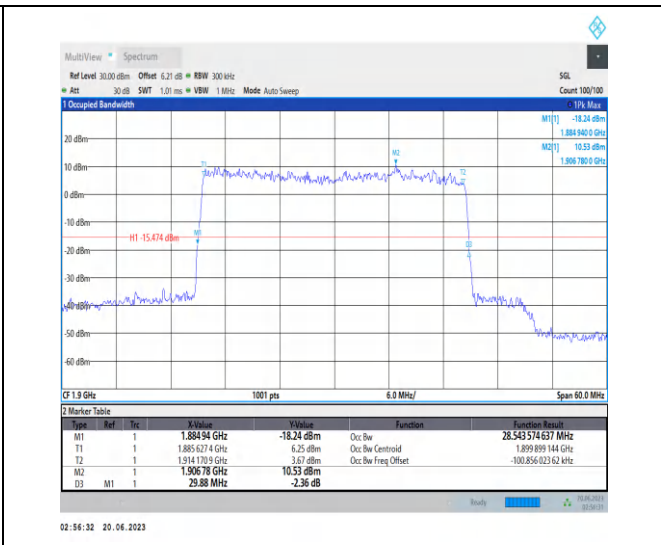 MultiView Spectrum
Ref Level 30.00 dBm Offset 6.21 dB RBW 300 kHz SGL
Att 30 dB SWT 1.01 ms VBW 1 MHz Mode Auto Sweep Count 100/100
1 Occupied Bandwidth 1Pk Max
M1[1] -18.24 dBm
1.884 940 0 GHz
M2[1] 10.53 dBm
1.906 780 0 GHz
20 dBm
M2
T1
T2
10 dBm
0 dBm
-10 dBm
H1 -15.474 dBm
M1
D3
-20 dBm
-30 dBm
-40 dBm
-50 dBm
-60 dBm
CF 1.9 GHz 1001 pts 6.0 MHz/ Span 60.0 MHz
2 Marker Table
Type Ref Trc X-Value Y-Value Function Function Result
M1 1 1.884 94 GHz -18.24 dBm Occ Bw 28.543 574 637 MHz
T1 1 1.885 627 4 GHz 6.25 dBm Occ Bw Centroid 1.899 899 144 GHz
T2 1 1.914 170 9 GHz 3.67 dBm Occ Bw Freq Offset -100.856 023 62 kHz
M2 1 1.906 78 GHz 10.53 dBm
D3 M1 1 29.88 MHz -2.36 dB
Ready 20.06.2023
02:56:31
02:56:32 20.06.2023